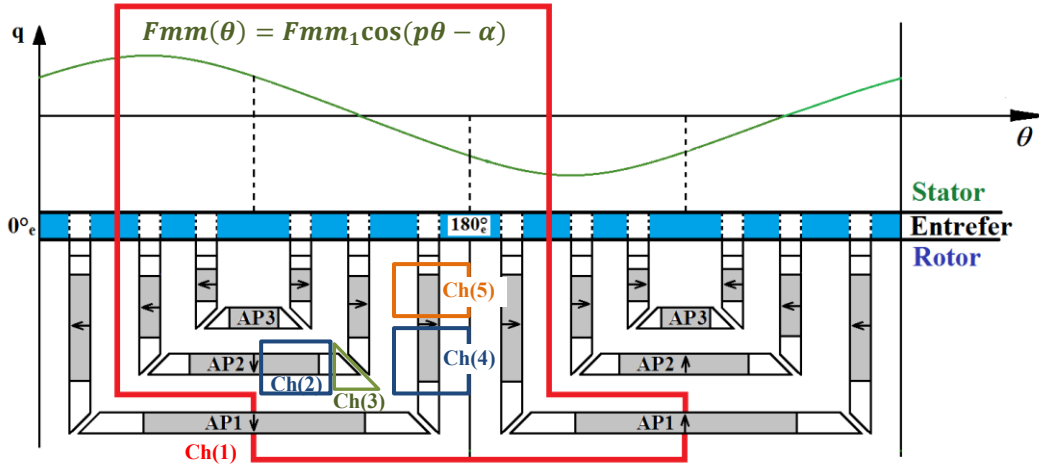 q
Fmm(θ) = Fmm₁cos(pθ − α)
θ
Stator
0°e
180°e
Entrefer
Rotor
Ch(5)
AP3
AP3
AP2
Ch(4)
AP2
Ch(2)
Ch(3)
AP1
AP1
Ch(1)